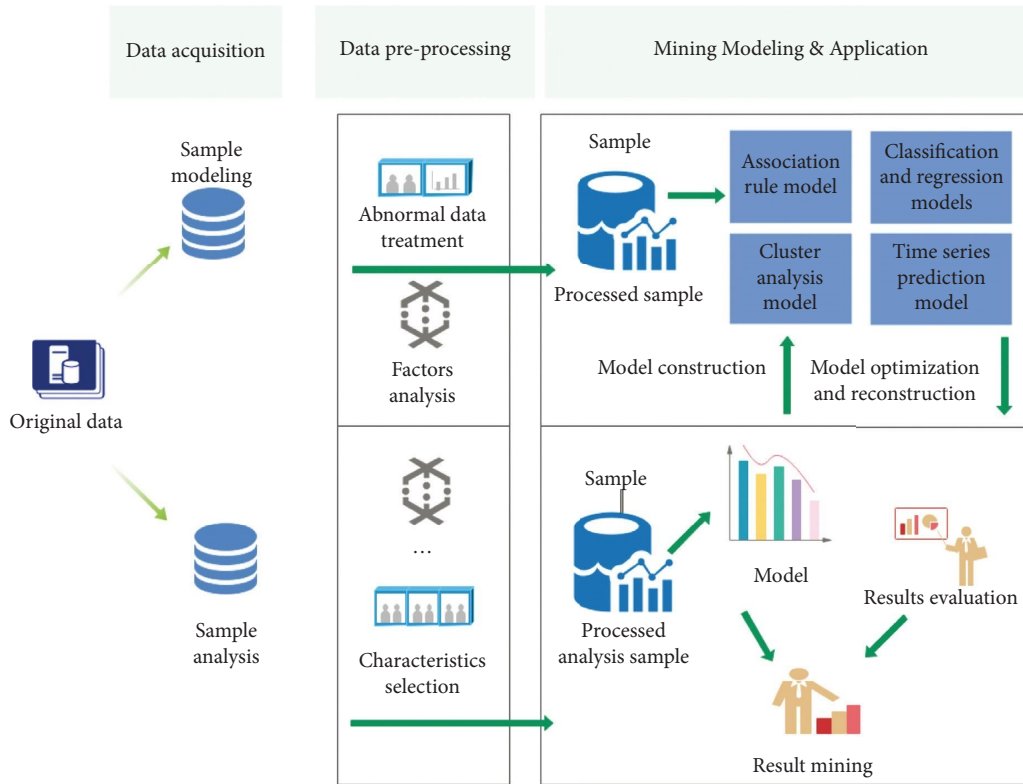 Data acquisition
Data pre-processing
Mining Modeling & Application
Sample
modeling
Original data
Sample
analysis
Abnormal data
treatment
Factors
analysis
...
Characteristics
selection
Sample
Processed sample
Association
rule model
Classification
and regression
models
Cluster
analysis
model
Time series
prediction
model
Model construction
Model optimization
and reconstruction
Sample
Processed
analysis sample
Model
Results evaluation
Result mining